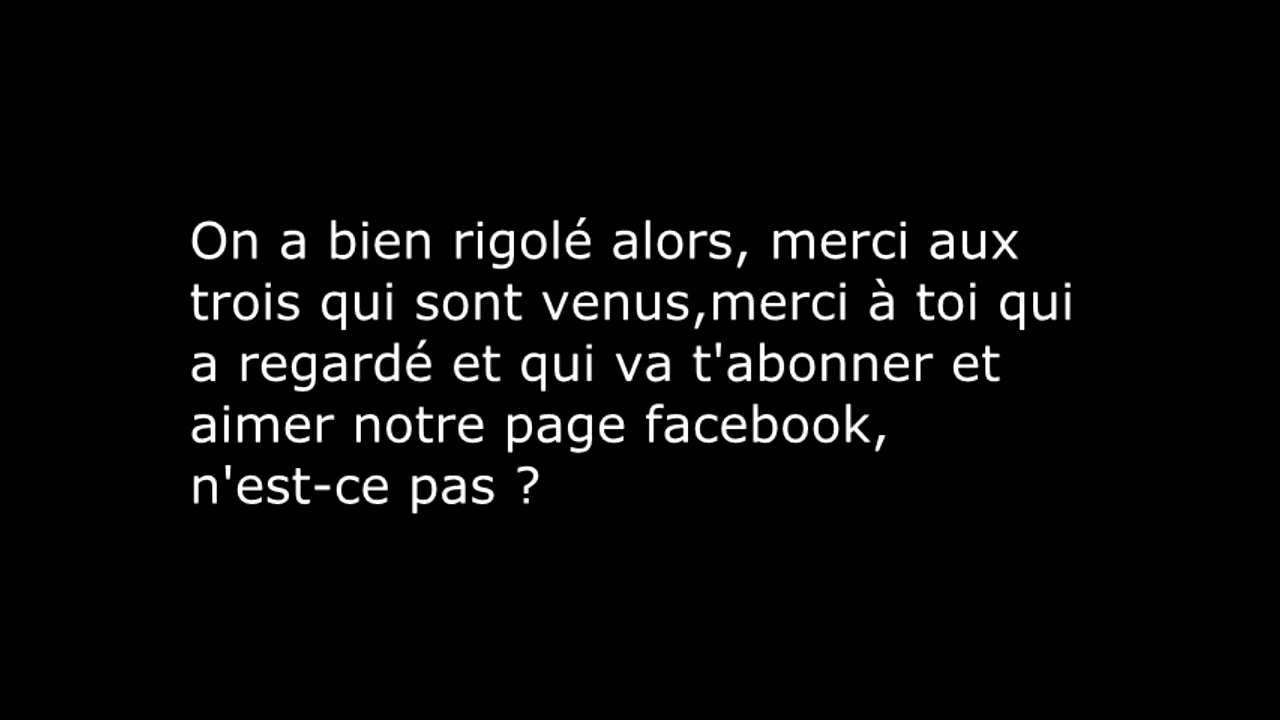 On a bien rigolé alors, merci aux
trois qui sont venus,merci à toi qui
a regardé et qui va t'abonner et
aimer notre page facebook,
n'est-ce pas ?